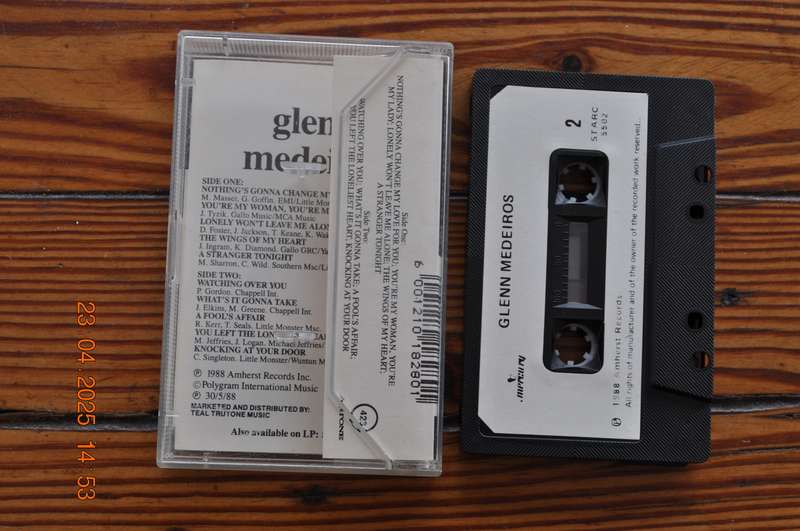 glen
medei
SIDE ONE:
NOTHING'S GONNA CHANGE MY
M. Masser, G. Goffin. EMI/Little Mon
YOU'RE MY WOMAN, YOU'RE M
J. Tyzik. Gallo Music/MCA Music
LONELY WON'T LEAVE ME ALON
D. Foster, J. Jackson, T. Keane, K. Wak
THE WINGS OF MY HEART
J. Ingram, K. Diamond. Gallo GRC/Ya
A STRANGER TONIGHT
M. Sharron, C. Wild. Southern Msc/L
SIDE TWO:
WATCHING OVER YOU
P. Gordon. Chappell Int.
WHAT'S IT GONNA TAKE
J. Elkins, M. Greene. Chappell Int.
A FOOL'S AFFAIR
R. Kerr, T. Seals. Little Monster Msc.
YOU LEFT THE LON
M. Jeffries, J. Logan. Michael Jeffries/
KNOCKING AT YOUR DOOR
C. Singleton. Little Monster/Wuntun M
℗ 1988 Amherst Records Inc.
©Polygram International Music
℗ 30/5/88
MARKETED AND DISTRIBUTED BY:
TEAL TRUTONE MUSIC
Also available on LP:
Side One:
NOTHING'S GONNA CHANGE MY LOVE FOR YOU; YOU'RE MY WOMAN, YOU'RE
MY LADY; LONELY WON'T LEAVE ME ALONE; THE WINGS OF MY HEART;
A STRANGER TONIGHT
Side Two:
WATCHING OVER YOU; WHAT'S IT GONNA TAKE; A FOOL'S AFFAIR;
YOU LEFT THE LONELIEST HEART; KNOCKING AT YOUR DOOR
6 001210 182801
GLENN MEDEIROS
2
STARC
5502
mercury
℗ 1988 Amherst Records
All rights of manufacturer and of the owner of the recorded work reserved...
23.04.2025 14:53